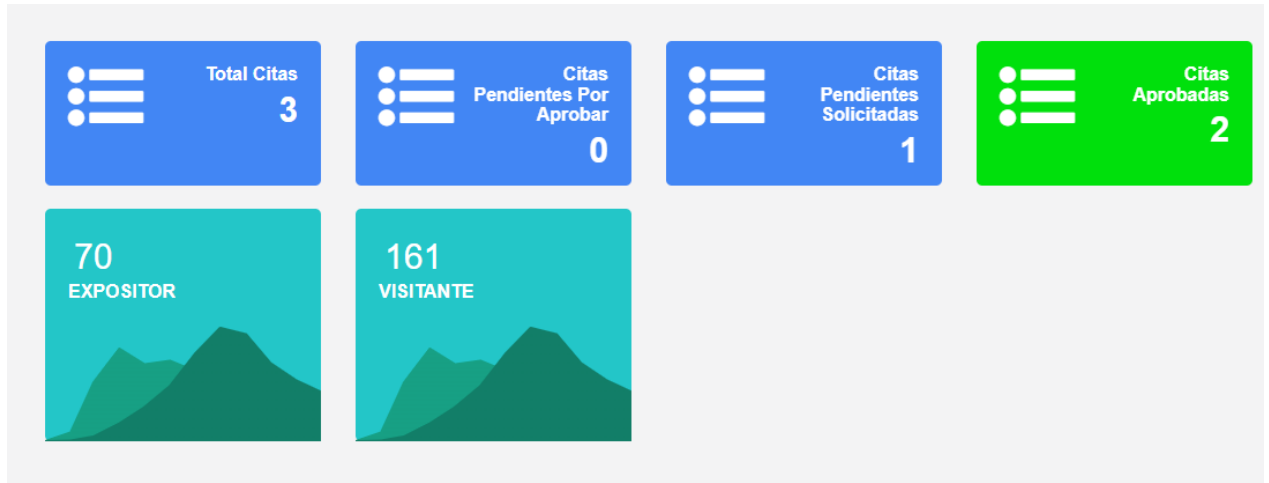 Total Citas
3
Citas
Pendientes Por
Aprobar
0
Citas
Pendientes
Solicitadas
1
Citas
Aprobadas
2
70
EXPOSITOR
161
VISITANTE